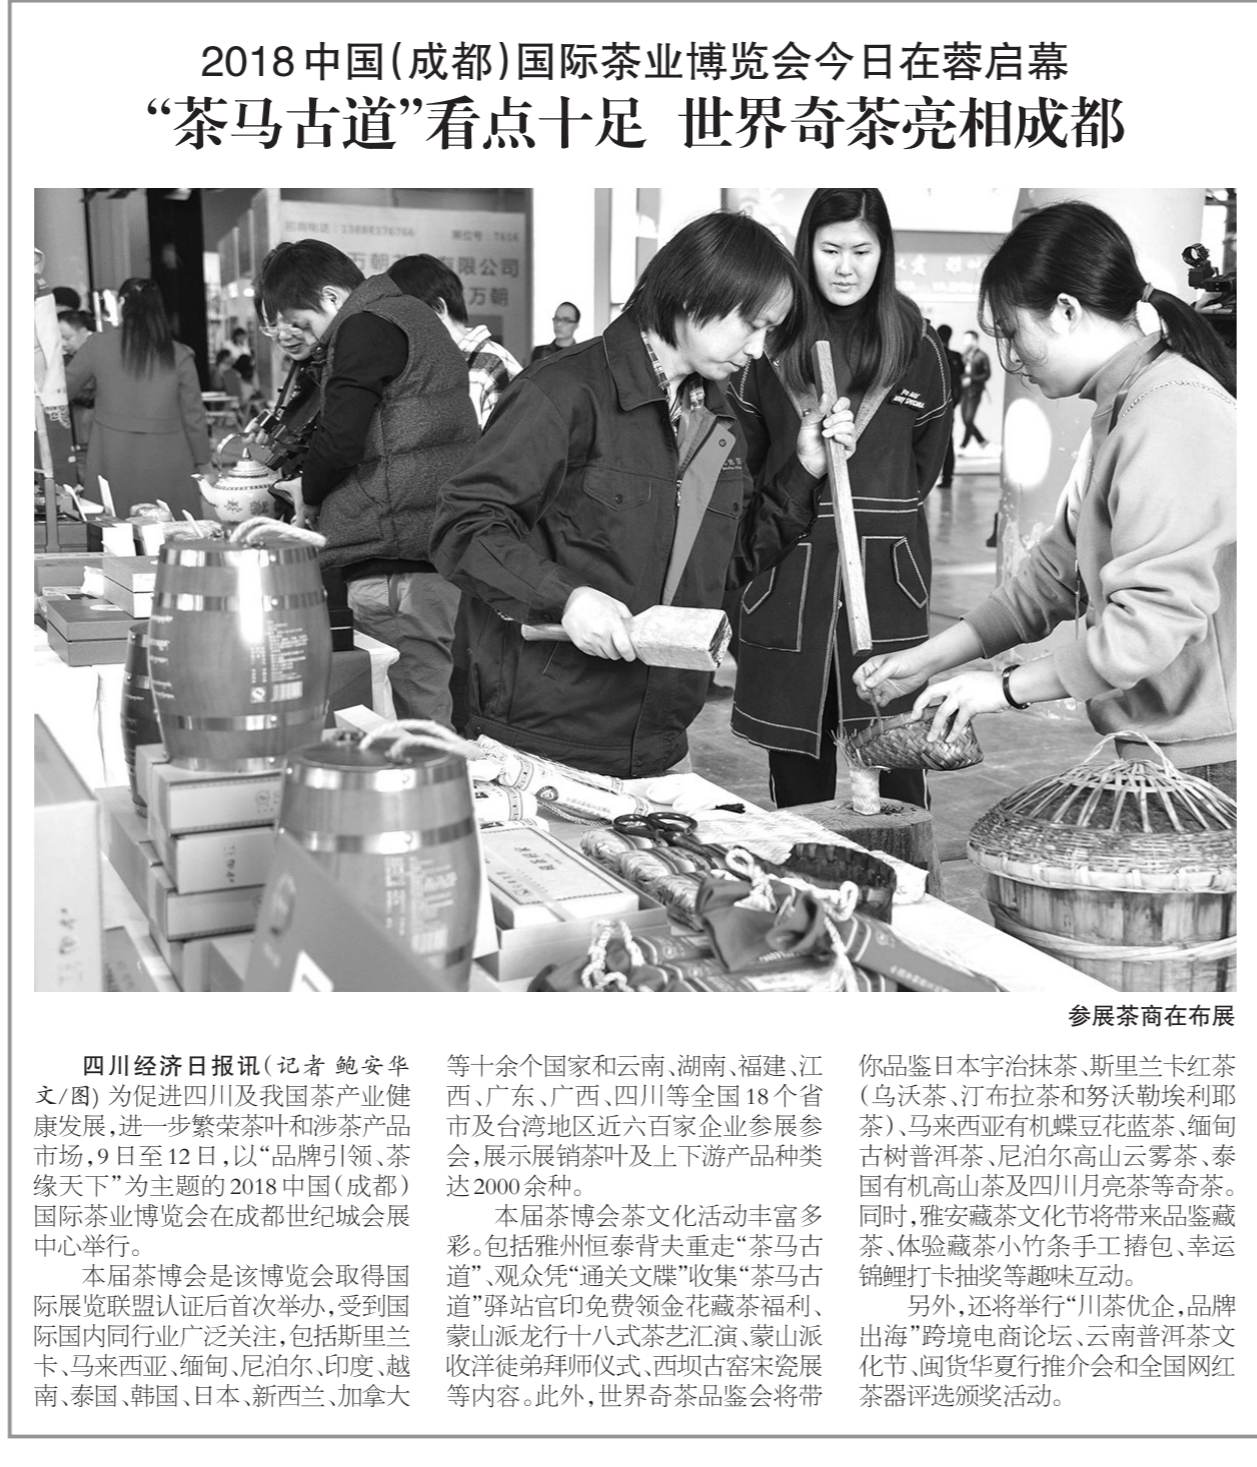 2018中国(成都)国际茶业博览会今日在蓉启幕
“茶马古道”看点十足 世界奇茶亮相成都
参展茶商在布展
四川经济日报讯(记者 鲍安华
文/图) 为促进四川及我国茶产业健
康发展,进一步繁荣茶叶和涉茶产品
市场,9日至12日,以“品牌引领、茶
缘天下”为主题的2018中国(成都)
国际茶业博览会在成都世纪城会展
中心举行。
本届茶博会是该博览会取得国
际展览联盟认证后首次举办,受到国
际国内同行业广泛关注,包括斯里兰
卡、马来西亚、缅甸、尼泊尔、印度、越
南、泰国、韩国、日本、新西兰、加拿大
等十余个国家和云南、湖南、福建、江
西、广东、广西、四川等全国18个省
市及台湾地区近六百家企业参展参
会,展示展销茶叶及上下游产品种类
达2000余种。
本届茶博会茶文化活动丰富多
彩。包括雅州恒泰背夫重走“茶马古
道”、观众凭“通关文牒”收集“茶马古
道”驿站官印免费领金花藏茶福利、
蒙山派龙行十八式茶艺汇演、蒙山派
收洋徒弟拜师仪式、西坝古窑宋瓷展
等内容。此外,世界奇茶品鉴会将带
你品鉴日本宇治抹茶、斯里兰卡红茶
(乌沃茶、汀布拉茶和努沃勒埃利耶
茶)、马来西亚有机蝶豆花蓝茶、缅甸
古树普洱茶、尼泊尔高山云雾茶、泰
国有机高山茶及四川月亮茶等奇茶。
同时,雅安藏茶文化节将带来品鉴藏
茶、体验藏茶小竹条手工摏包、幸运
锦鲤打卡抽奖等趣味互动。
另外,还将举行“川茶优企,品牌
出海”跨境电商论坛、云南普洱茶文
化节、闽货华夏行推介会和全国网红
茶器评选颁奖活动。